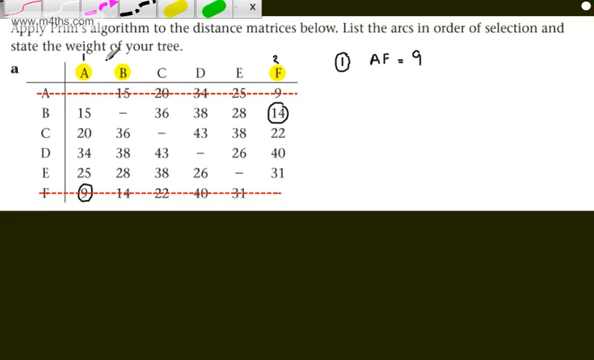 x
www.m4ths.com
Apply Prim's algorithm to the distance matrices below. List the arcs in order of selection and
state the weight of your tree.
1 2
a A B C D E F
A – 15 20 34 25 9
B 15 – 36 38 28 14
C 20 36 – 43 38 22
D 34 38 43 – 26 40
E 25 28 38 26 – 31
F 9 14 22 40 31 –
① AF = 9